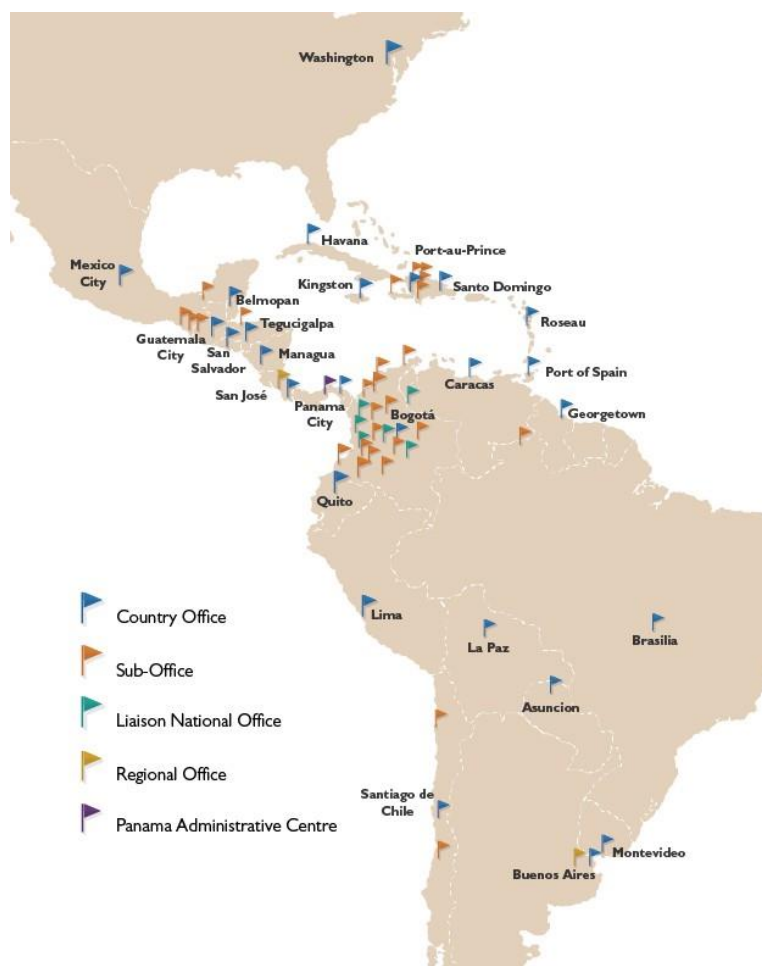 Washington
Havana
Port-au-Prince
Mexico
City
Kingston
Santo Domingo
Belmopan
Roseau
Tegucigalpa
Guatemala
City
San
Salvador
Managua
San José
Panama
City
Caracas
Port of Spain
Bogotá
Georgetown
Quito
Lima
La Paz
Brasilia
Asuncion
Santiago de
Chile
Buenos Aires
Montevideo
Country Office
Sub-Office
Liaison National Office
Regional Office
Panama Administrative Centre